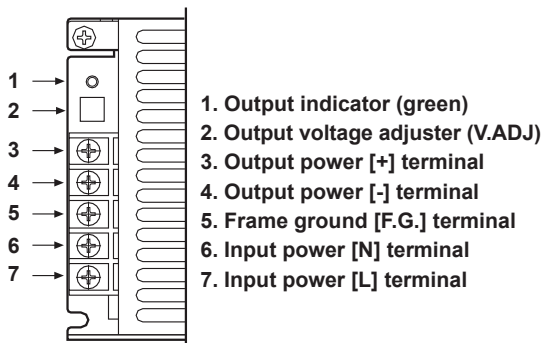 1
2
3
4
5
6
7
1. Output indicator (green)
2. Output voltage adjuster (V.ADJ)
3. Output power [+] terminal
4. Output power [-] terminal
5. Frame ground [F.G.] terminal
6. Input power [N] terminal
7. Input power [L] terminal